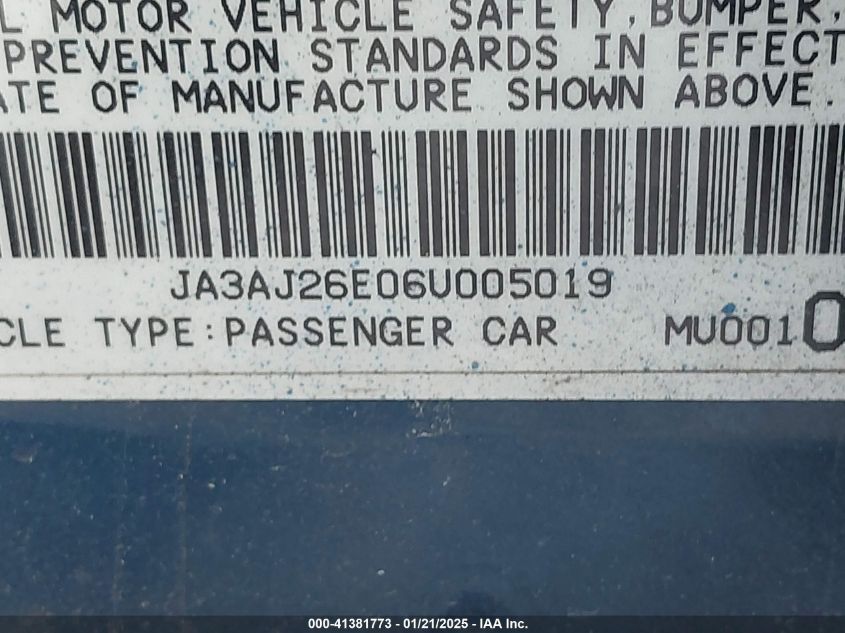 L MOTOR VEHICLE SAFETY, BUMPER,
PREVENTION STANDARDS IN EFFECT
ATE OF MANUFACTURE SHOWN ABOVE.
JA3AJ26E06U005019
CLE TYPE:PASSENGER CAR MU0010
000-41381773 - 01/21/2025 - IAA Inc.